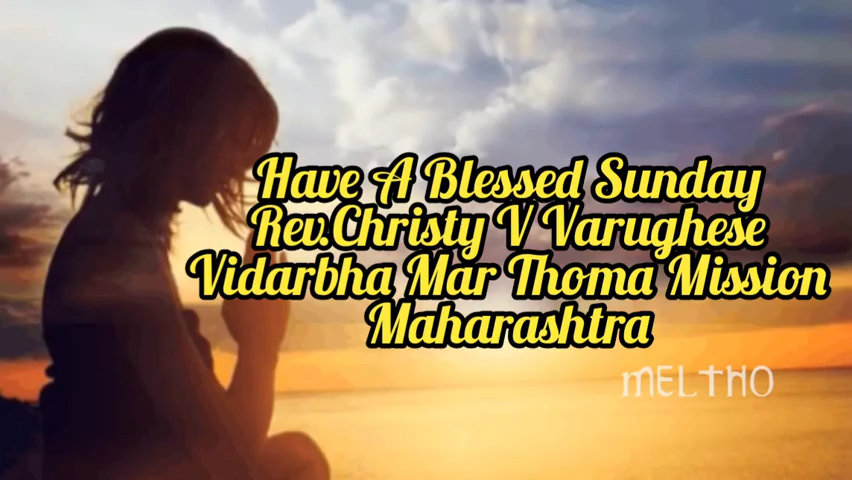 Have A Blessed Sunday
Rev.Christy V Varughese
Vidarbha Mar Thoma Mission
Maharashtra
MELTHO